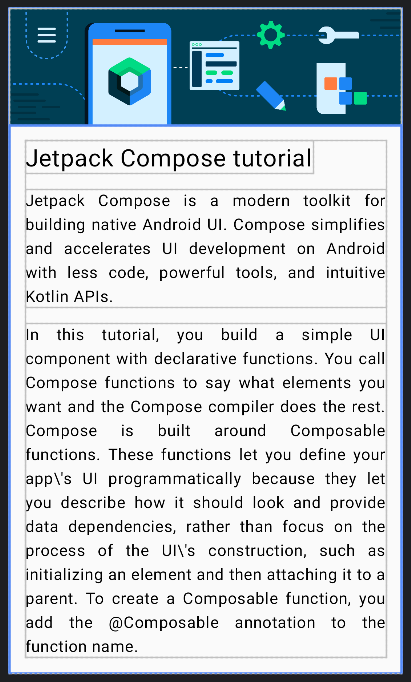 Jetpack Compose tutorial
Jetpack Compose is a modern toolkit for
building native Android UI. Compose simplifies
and accelerates UI development on Android
with less code, powerful tools, and intuitive
Kotlin APIs.
In this tutorial, you build a simple UI
component with declarative functions. You call
Compose functions to say what elements you
want and the Compose compiler does the rest.
Compose is built around Composable
functions. These functions let you define your
app\'s UI programmatically because they let
you describe how it should look and provide
data dependencies, rather than focus on the
process of the UI\'s construction, such as
initializing an element and then attaching it to a
parent. To create a Composable function, you
add the @Composable annotation to the
function name.